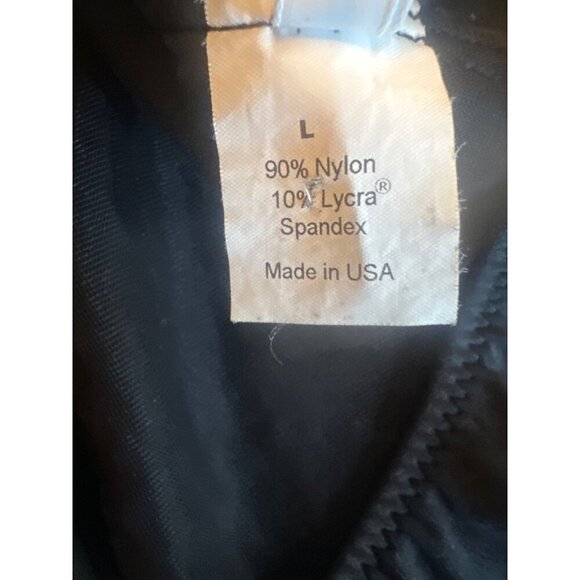 L
90% Nylon
10% Lycra®
Spandex
Made in USA